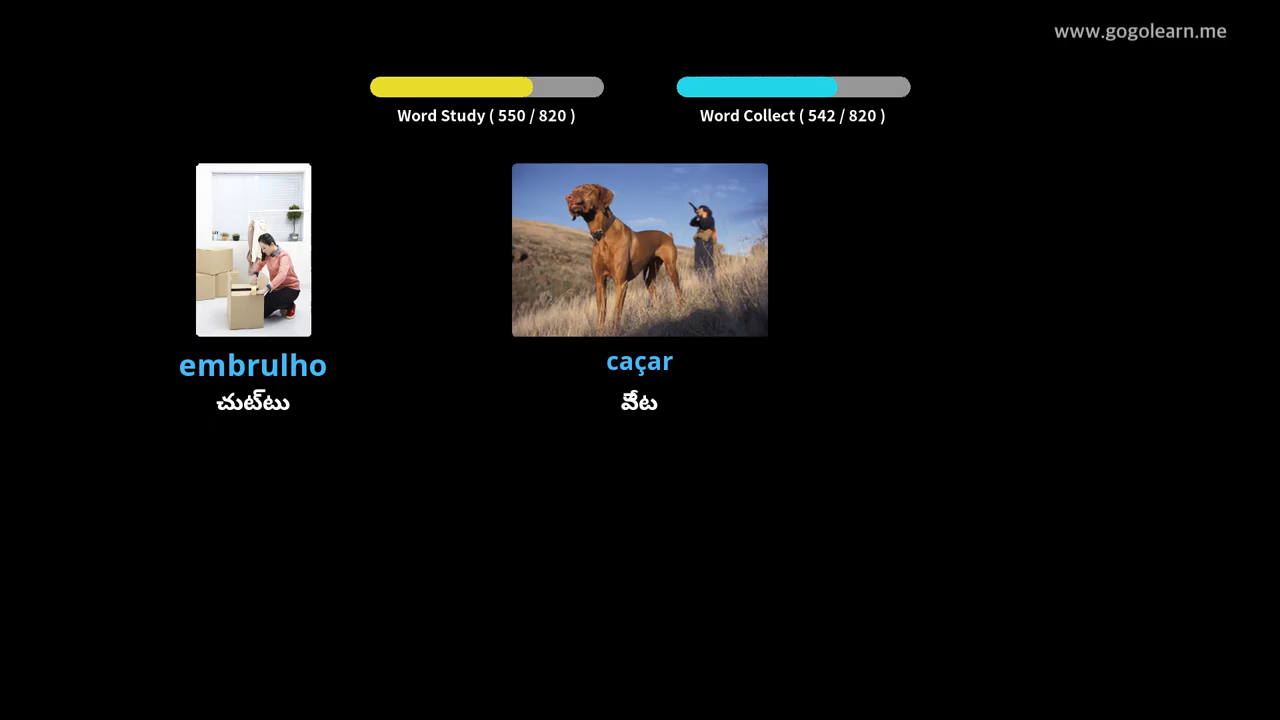 www.gogolearn.me
Word Study ( 550 / 820 )
Word Collect ( 542 / 820 )
embrulho
caçar
చుట్టు
వేట